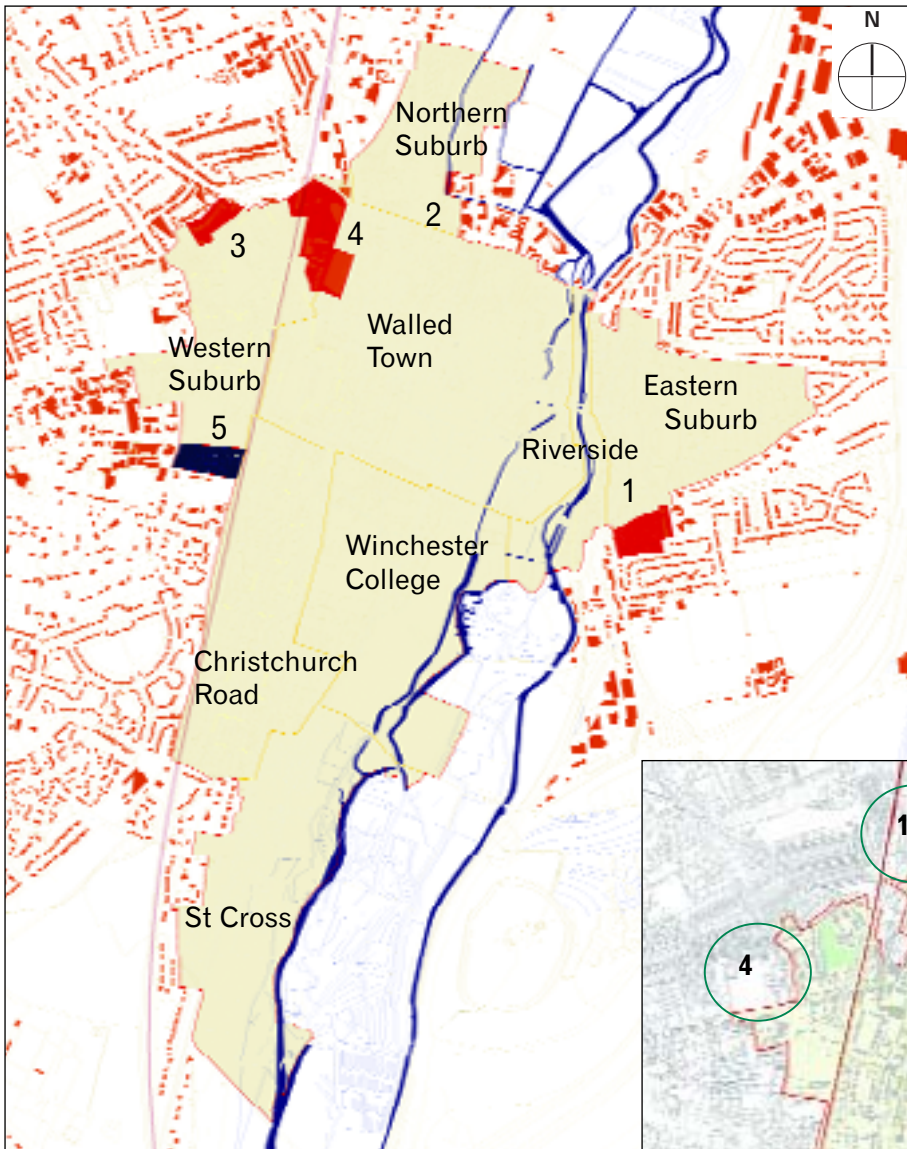 N
Northern
Suburb
2
3
4
Walled
Town
Western
Suburb
Eastern
Suburb
5
Riverside
1
Winchester
College
Christchurch
Road
St Cross
1
4